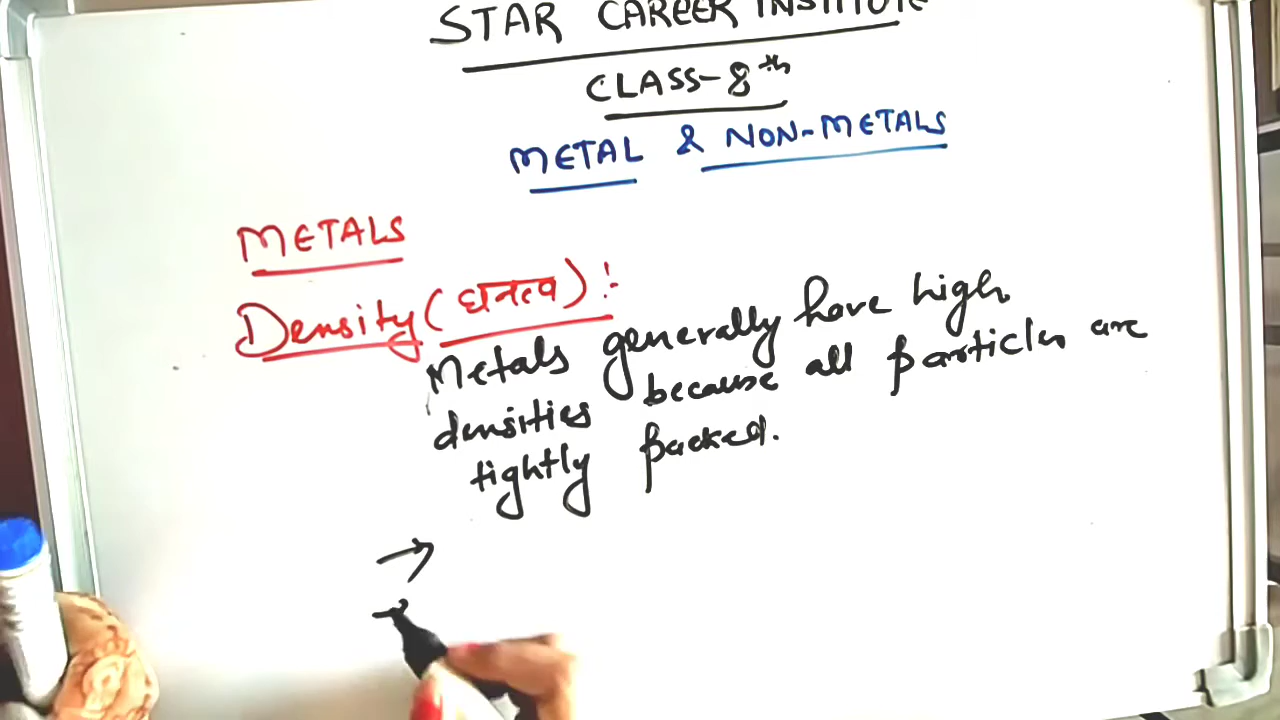 STAR CAREER INSTITUTE
CLASS-8th
METAL & NON-METALS
METALS
Density (घनत्व) :-
Metals generally have high
densities because all particles are
tightly packed.